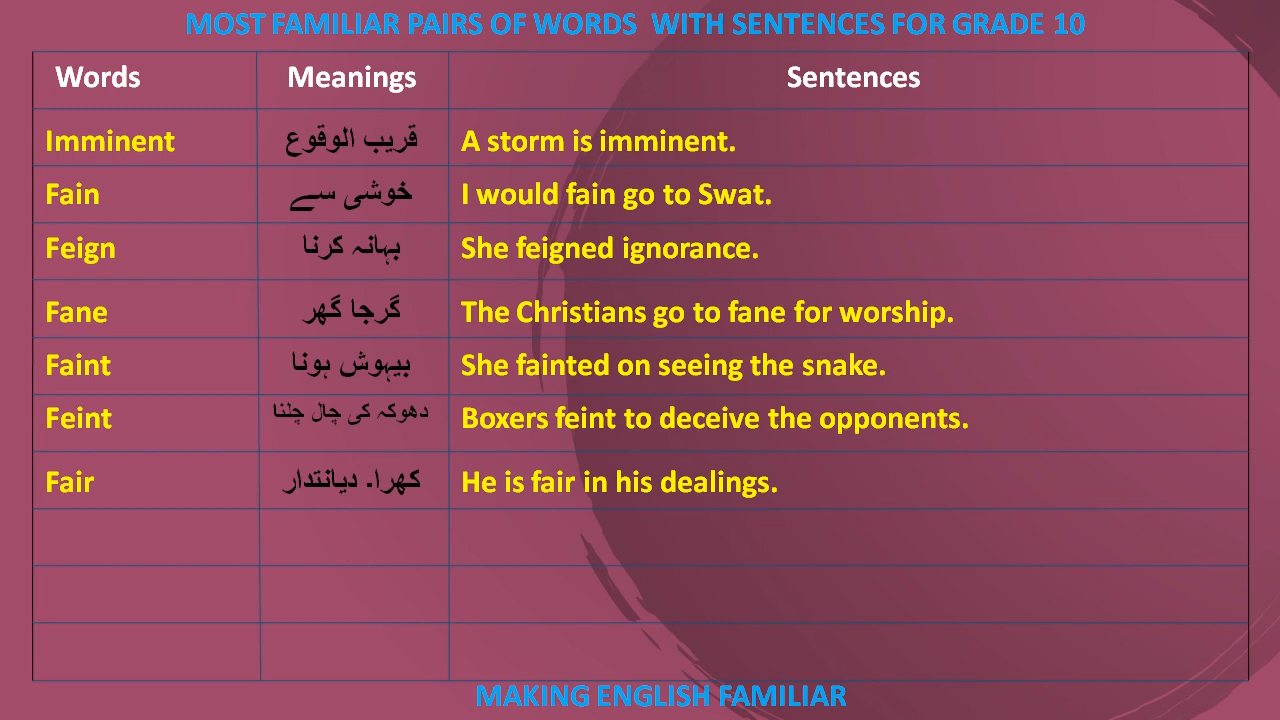 MOST FAMILIAR PAIRS OF WORDS WITH SENTENCES FOR GRADE 10
Words Meanings Sentences
Imminent قریب الوقوع A storm is imminent.
Fain خوشی سے I would fain go to Swat.
Feign بہانہ کرنا She feigned ignorance.
Fane گرجا گھر The Christians go to fane for worship.
Faint بیہوش ہونا She fainted on seeing the snake.
Feint دھوکہ کی چال چلنا Boxers feint to deceive the opponents.
Fair کھرا۔ دیانتدار He is fair in his dealings.
MAKING ENGLISH FAMILIAR